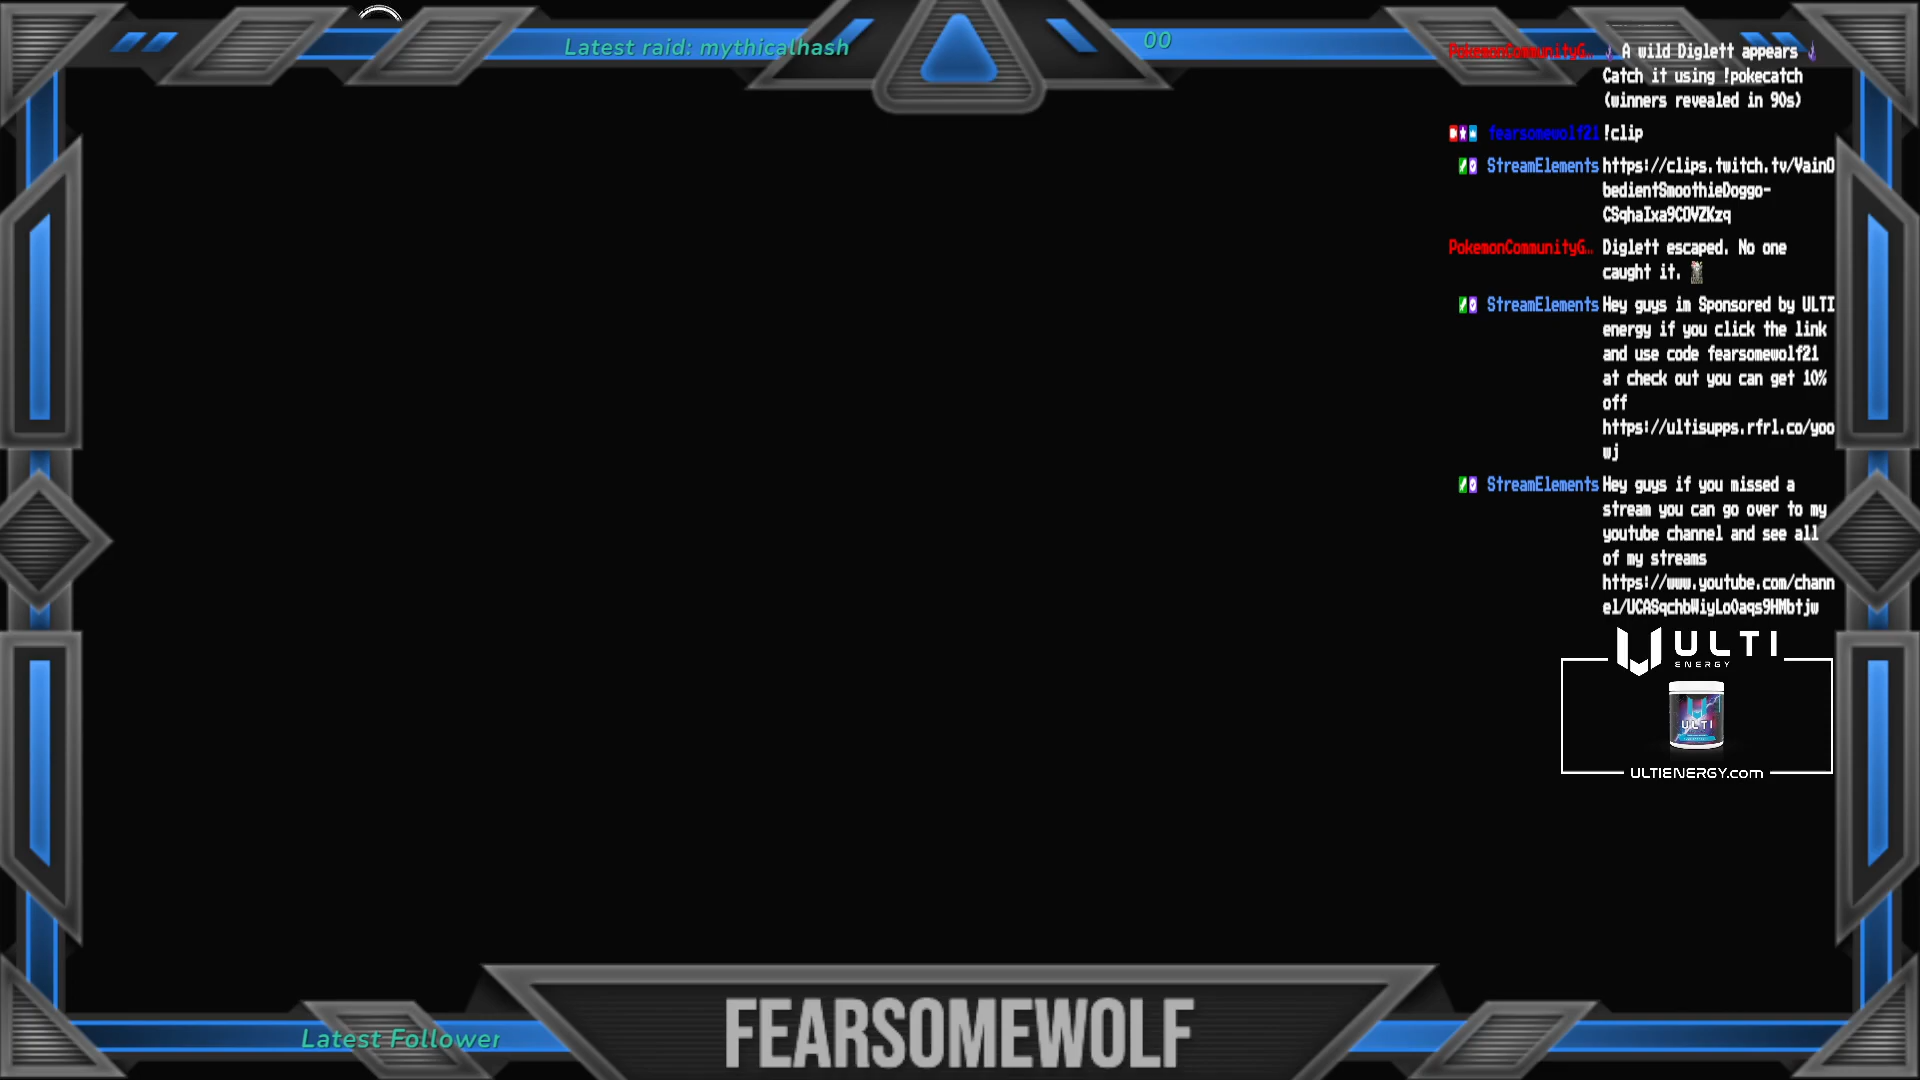 Latest raid: mythicalhash
00
PokemonCommunityG… A wild Diglett appears
Catch it using !pokecatch
(winners revealed in 90s)
fearsomewolf21 !clip
StreamElements https://clips.twitch.tv/VainO
bedientSmoothieDoggo-
CSqhaIxa9COVZKzq
PokemonCommunityG… Diglett escaped. No one
caught it.
StreamElements Hey guys im Sponsored by ULTI
energy if you click the link
and use code fearsomewolf21
at check out you can get 10%
off
https://ultisupps.rfrl.co/yoo
wj
StreamElements Hey guys if you missed a
stream you can go over to my
youtube channel and see all
of my streams
https://www.youtube.com/chann
el/UCASqchbWiyLoOaqs9HMbtjw
ULTI
ENERGY
ULTI
ULTIENERGY.com
Latest Follower
FEARSOMEWOLF